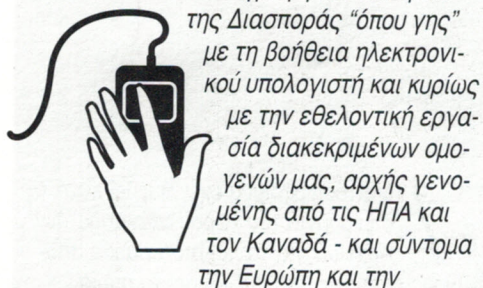 της Διασποράς “όπου γης”
με τη βοήθεια ηλεκτρονι-
κού υπολογιστή και κυρίως
με την εθελοντική εργα-
σία διακεκριμένων ομο-
γενών μας, αρχής γενο-
μένης από τις ΗΠΑ και
τον Καναδά - και σύντομα
την Ευρώπη και την